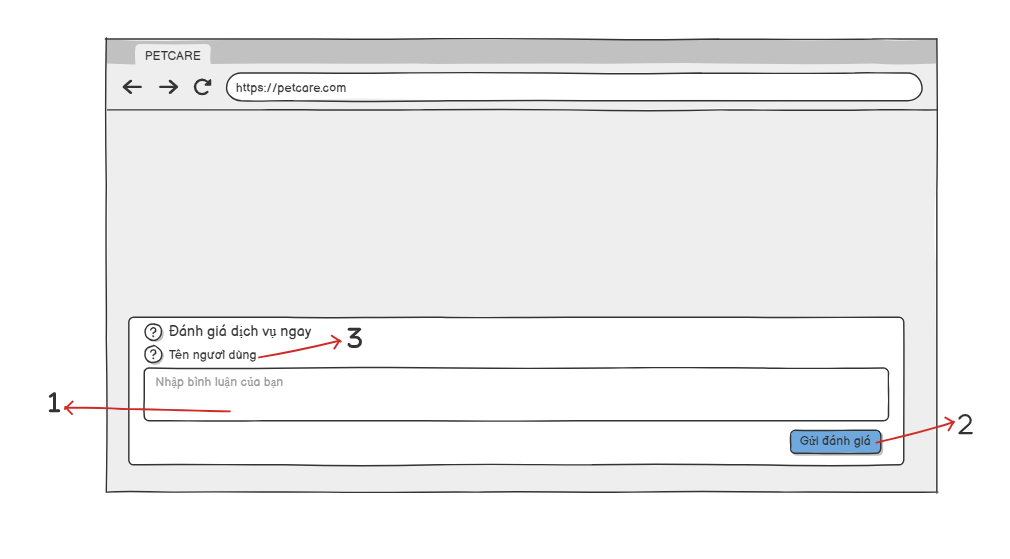 PETCARE
https://petcare.com
Đánh giá dịch vụ ngay
3
Tên người dùng
Nhập bình luận của bạn
1
2
Gửi đánh giá